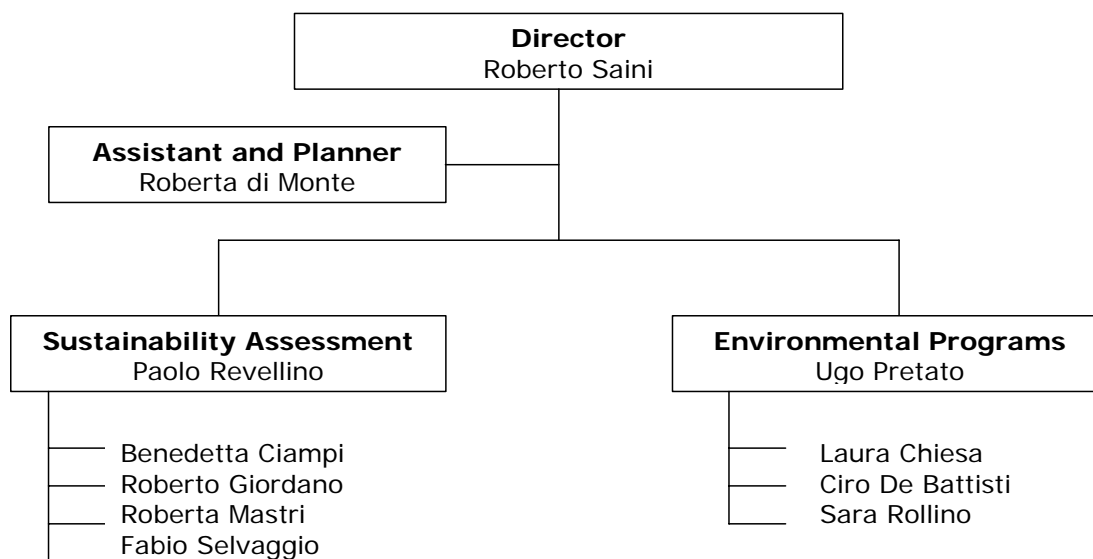 Director
Roberto Saini
Assistant and Planner
Roberta di Monte
Sustainability Assessment
Paolo Revellino
Benedetta Ciampi
Roberto Giordano
Roberta Mastri
Fabio Selvaggio
Environmental Programs
Ugo Pretato
Laura Chiesa
Ciro De Battisti
Sara Rollino